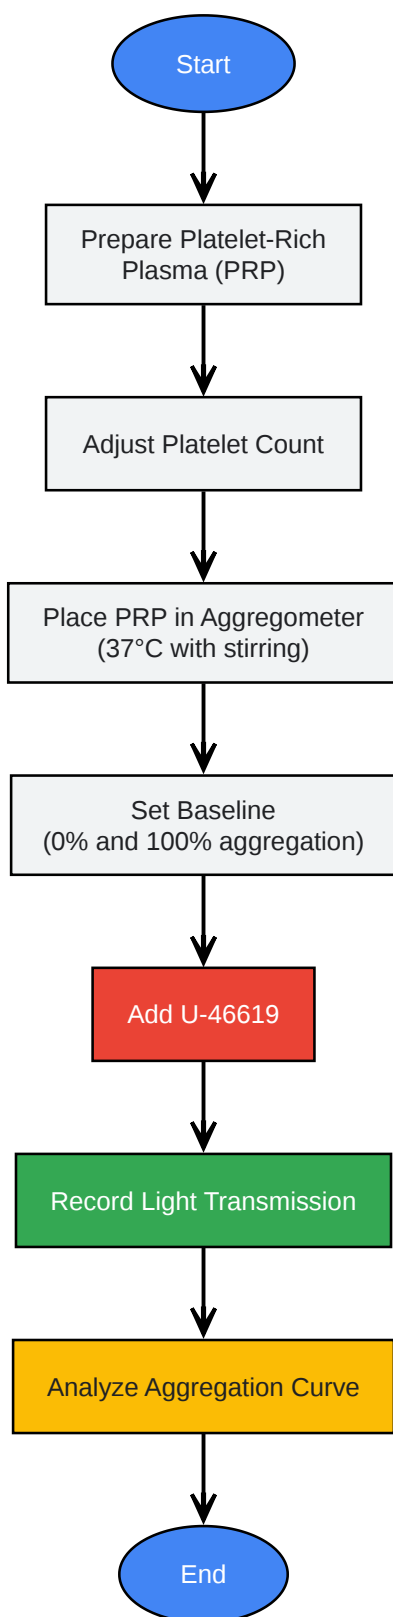 Start
Prepare Platelet-Rich
Plasma (PRP)
Adjust Platelet Count
Place PRP in Aggregometer
(37°C with stirring)
Set Baseline
(0% and 100% aggregation)
Add U-46619
Record Light Transmission
Analyze Aggregation Curve
End